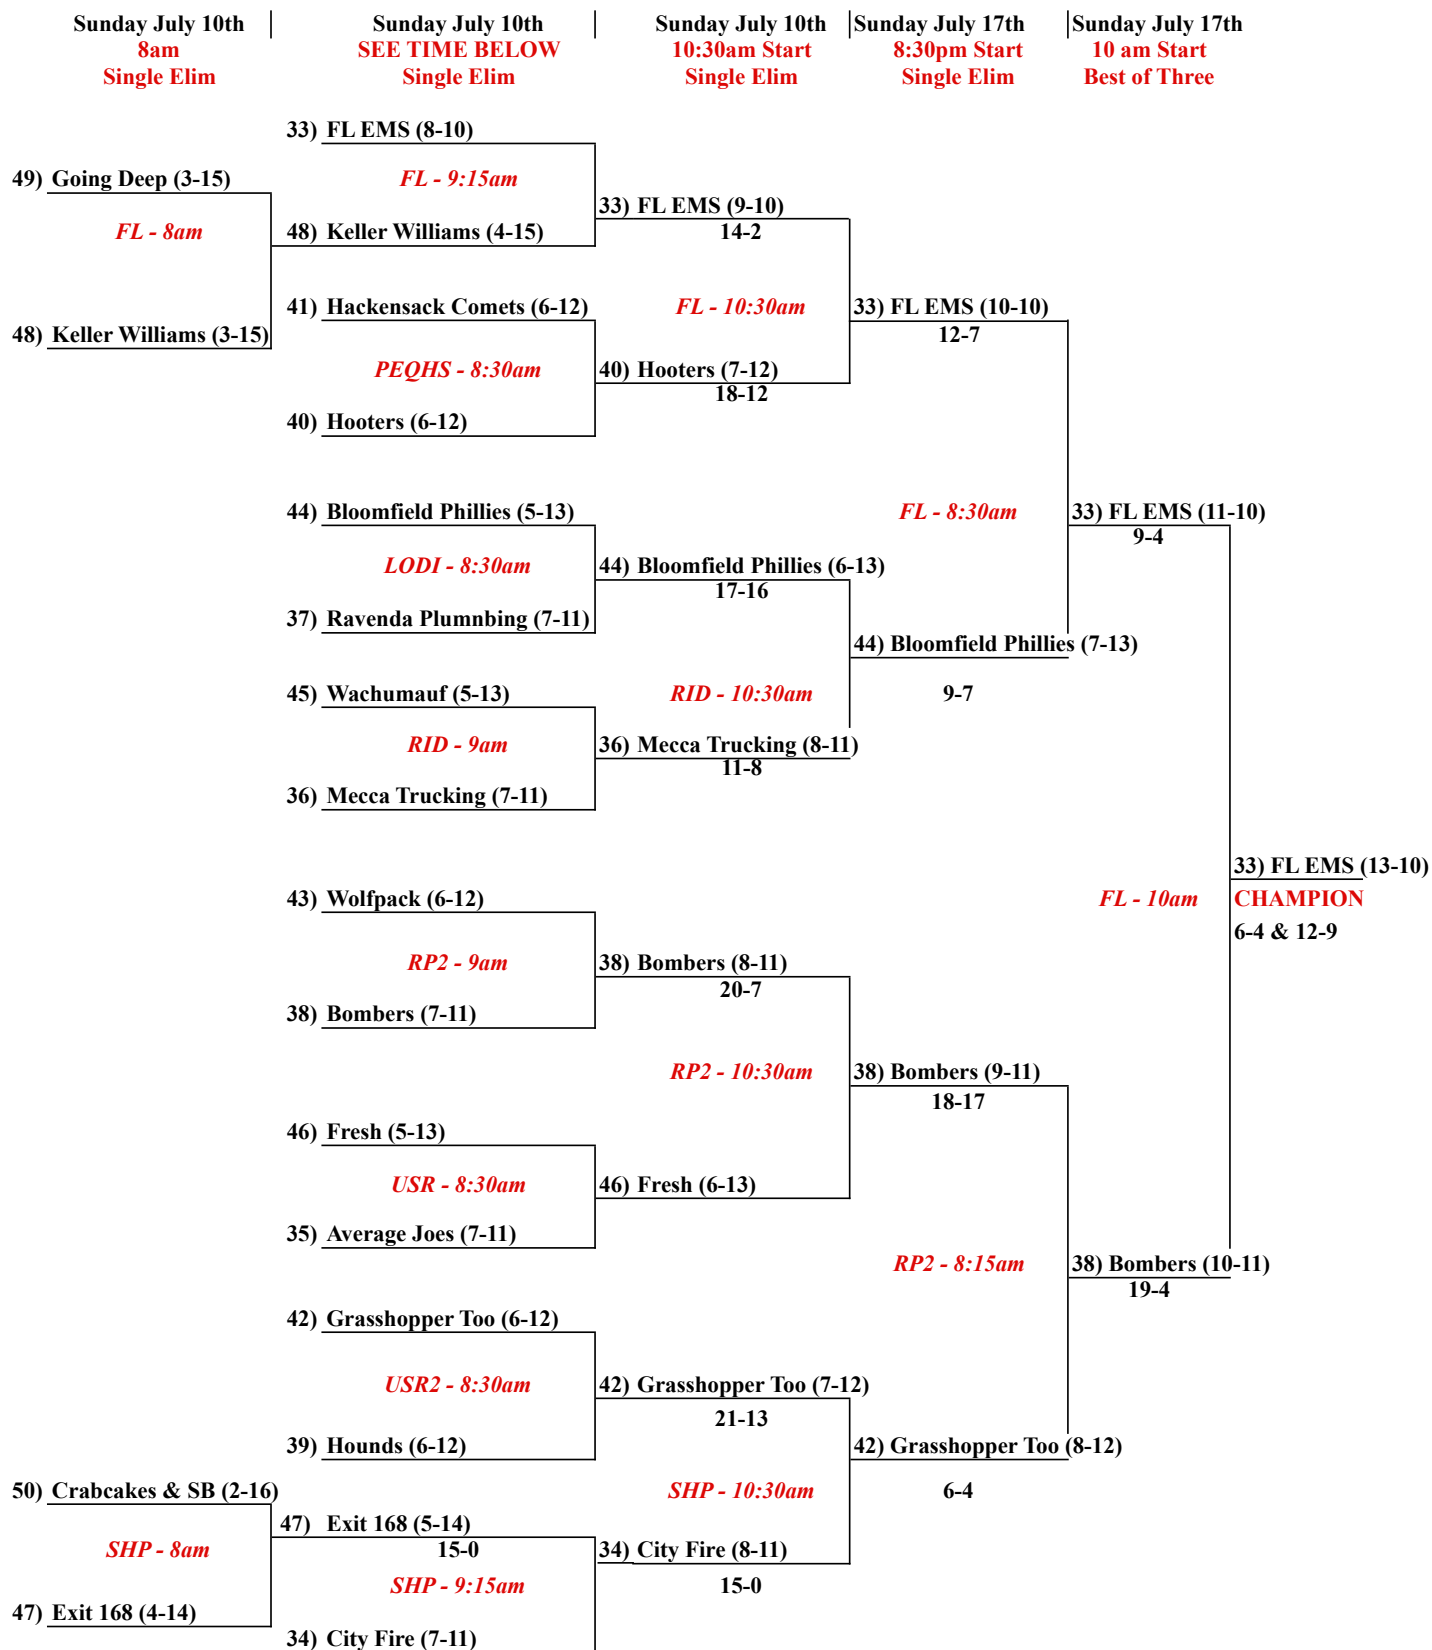 Sunday July 10th
8am
Single Elim
Sunday July 10th
SEE TIME BELOW
Single Elim
Sunday July 10th
10:30am Start
Single Elim
Sunday July 17th
8:30pm Start
Single Elim
Sunday July 17th
10 am Start
Best of Three
49) Going Deep (3-15)
FL - 8am
48) Keller Williams (3-15)
50) Crabcakes & SB (2-16)
SHP - 8am
47) Exit 168 (4-14)
33) FL EMS (8-10)
FL - 9:15am
48) Keller Williams (4-15)
41) Hackensack Comets (6-12)
PEQHS - 8:30am
40) Hooters (6-12)
44) Bloomfield Phillies (5-13)
LODI - 8:30am
37) Ravenda Plumnbing (7-11)
45) Wachumauf (5-13)
RID - 9am
36) Mecca Trucking (7-11)
43) Wolfpack (6-12)
RP2 - 9am
38) Bombers (7-11)
46) Fresh (5-13)
USR - 8:30am
35) Average Joes (7-11)
42) Grasshopper Too (6-12)
USR2 - 8:30am
39) Hounds (6-12)
47) Exit 168 (5-14)
15-0
SHP - 9:15am
34) City Fire (7-11)
33) FL EMS (9-10)
14-2
FL - 10:30am
40) Hooters (7-12)
18-12
44) Bloomfield Phillies (6-13)
17-16
RID - 10:30am
36) Mecca Trucking (8-11)
11-8
38) Bombers (8-11)
20-7
RP2 - 10:30am
46) Fresh (6-13)
42) Grasshopper Too (7-12)
21-13
SHP - 10:30am
34) City Fire (8-11)
15-0
33) FL EMS (10-10)
12-7
FL - 8:30am
44) Bloomfield Phillies (7-13)
9-7
38) Bombers (9-11)
18-17
RP2 - 8:15am
42) Grasshopper Too (8-12)
6-4
33) FL EMS (11-10)
9-4
FL - 10am
38) Bombers (10-11)
19-4
33) FL EMS (13-10)
CHAMPION
6-4 & 12-9